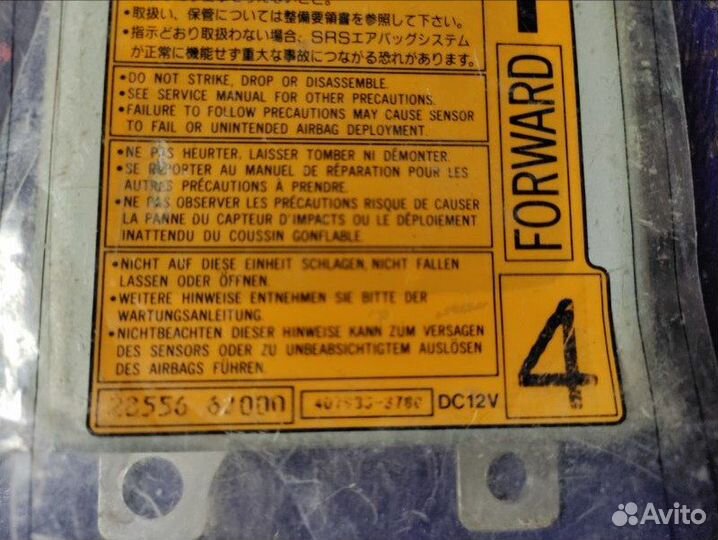 ・取扱い、保管については整備要領書を参照して下さい。
・指示どおり取扱わない場合、SRSエアバッグシステム
が正常に機能せず重大な事故につながる恐れがあります。
•DO NOT STRIKE, DROP OR DISASSEMBLE.
•SEE SERVICE MANUAL FOR OTHER PRECAUTIONS.
•FAILURE TO FOLLOW PRECAUTIONS MAY CAUSE SENSOR
TO FAIL OR UNINTENDED AIRBAG DEPLOYMENT.
•NE PAS HEURTER, LAISSER TOMBER NI DÉMONTER.
•SE REPORTER AU MANUEL DE RÉPARATION POUR LES
AUTRES PRÉCAUTIONS À PRENDRE.
•NE PAS OBSERVER LES PRÉCAUTIONS RISQUE DE CAUSER
LA PANNE DU CAPTEUR D'IMPACTS OU LE DÉPLOIEMENT
INATTENDU DU COUSSIN GONFLABLE.
•NICHT AUF DIESE EINHEIT SCHLAGEN, NICHT FALLEN
LASSEN ODER ÖFFNEN.
•WEITERE HINWEISE ENTNEHMEN SIE BITTE DER
WARTUNGSANLEITUNG.
•NICHTBEACHTEN DIESER HINWEISE KANN ZUM VERSAGEN
DES SENSORS ODER ZU UNBEABSICHTIGTEM AUSLÖSEN
DES AIRBAGS FÜHREN.
28556 DC12V
FORWARD
4
Avito